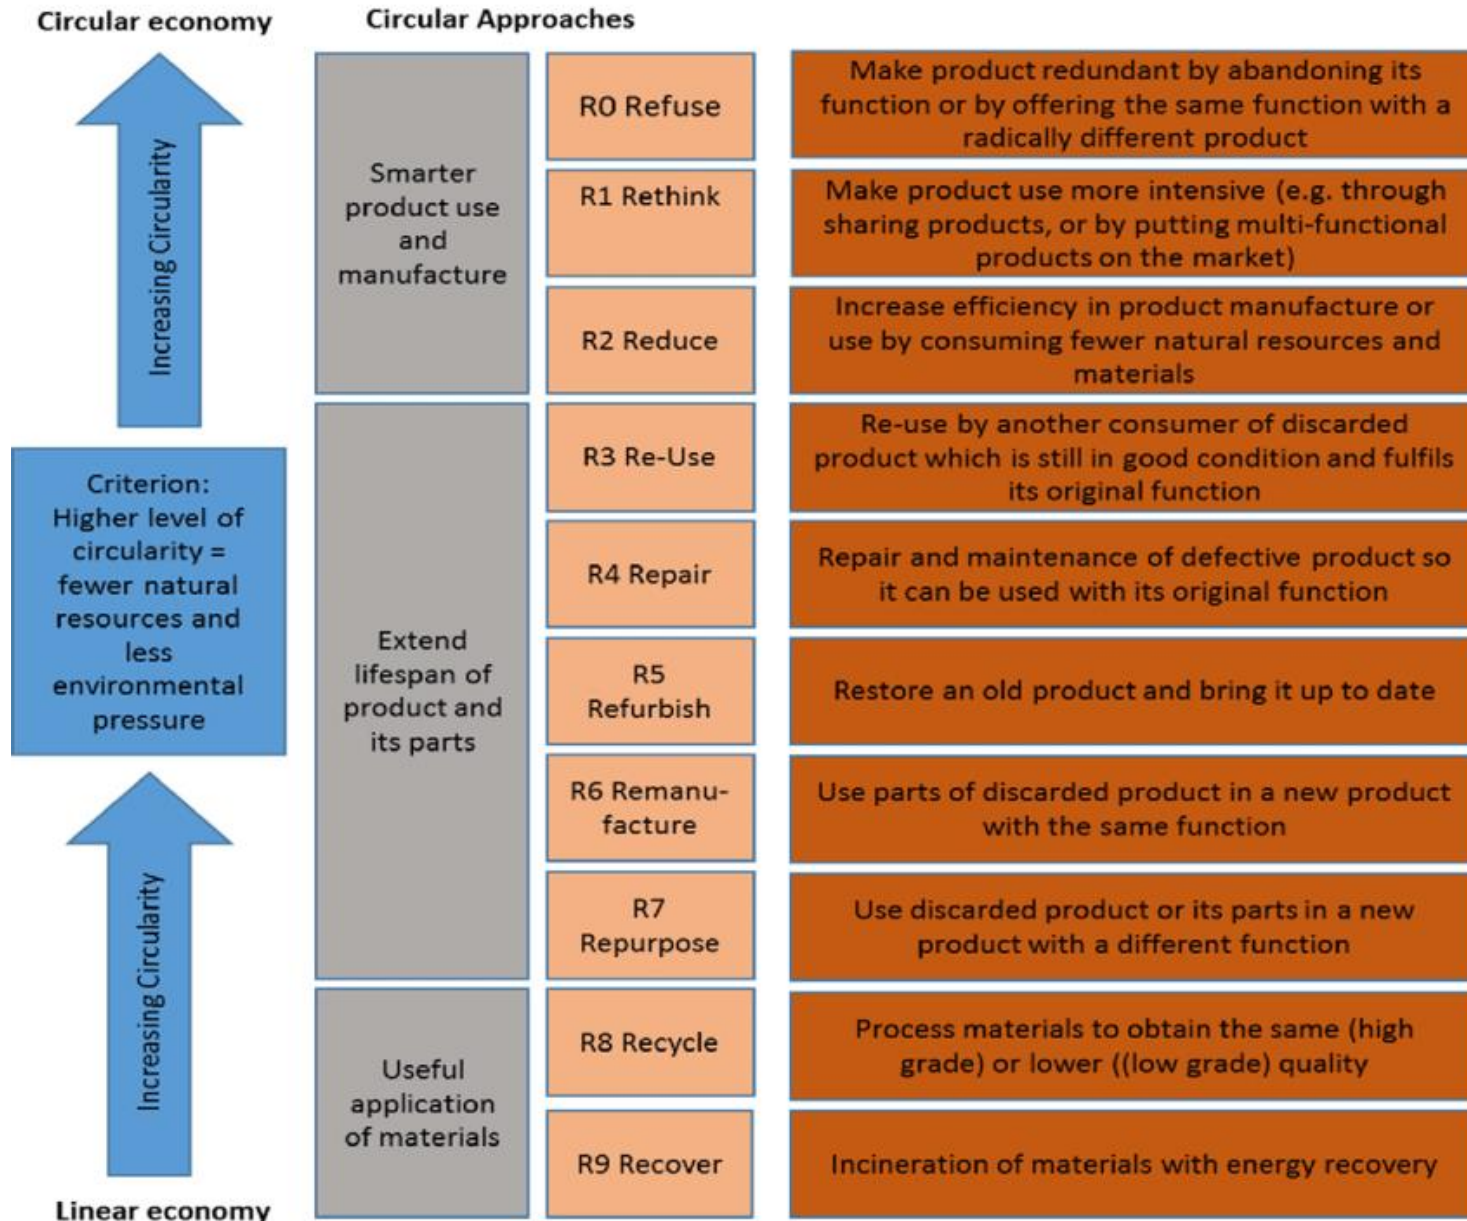 Circular economy
Circular Approaches
Increasing Circularity
Criterion:
Higher level of
circularity =
fewer natural
resources and
less
environmental
pressure
Increasing Circularity
Linear economy
Smarter
product use
and
manufacture
R0 Refuse
Make product redundant by abandoning its
function or by offering the same function with a
radically different product
R1 Rethink
Make product use more intensive (e.g. through
sharing products, or by putting multi-functional
products on the market)
R2 Reduce
Increase efficiency in product manufacture or
use by consuming fewer natural resources and
materials
Extend
lifespan of
product and
its parts
R3 Re-Use
Re-use by another consumer of discarded
product which is still in good condition and fulfils
its original function
R4 Repair
Repair and maintenance of defective product so
it can be used with its original function
R5
Refurbish
Restore an old product and bring it up to date
R6 Remanu-
facture
Use parts of discarded product in a new product
with the same function
R7
Repurpose
Use discarded product or its parts in a new
product with a different function
Useful
application
of materials
R8 Recycle
Process materials to obtain the same (high
grade) or lower ((low grade) quality
R9 Recover
Incineration of materials with energy recovery